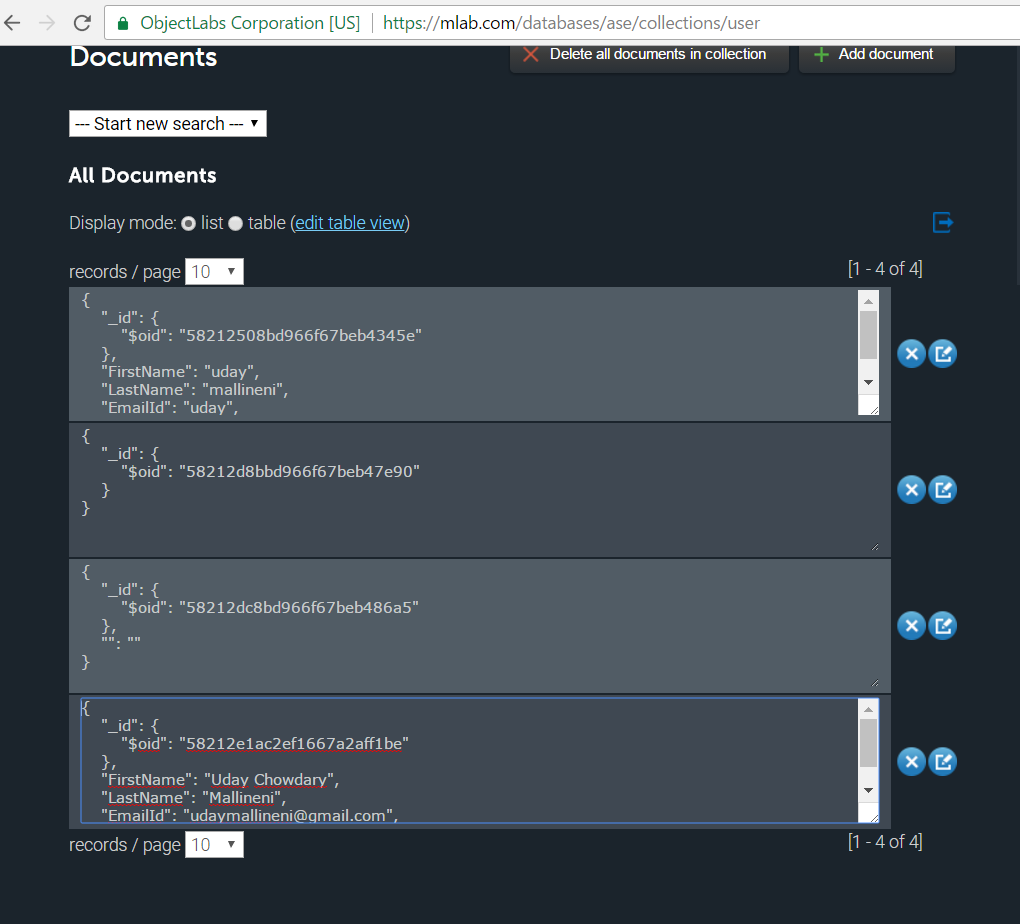 ObjectLabs Corporation [US] https://mlab.com/databases/ase/collections/user
Documents
Delete all documents in collection
Add document
--- Start new search ---
All Documents
Display mode: list table (edit table view)
records / page 10
[1 - 4 of 4]
{
"_id": {
"$oid": "58212508bd966f67beb4345e"
},
"FirstName": "uday",
"LastName": "mallineni",
"EmailId": "uday",
{
"_id": {
"$oid": "58212d8bbd966f67beb47e90"
}
}
{
"_id": {
"$oid": "58212dc8bd966f67beb486a5"
},
"": ""
}
{
"_id": {
"$oid": "58212e1ac2ef1667a2aff1be"
},
"FirstName": "Uday Chowdary",
"LastName": "Mallineni",
"EmailId": "udaymallineni@gmail.com",
records / page 10
[1 - 4 of 4]